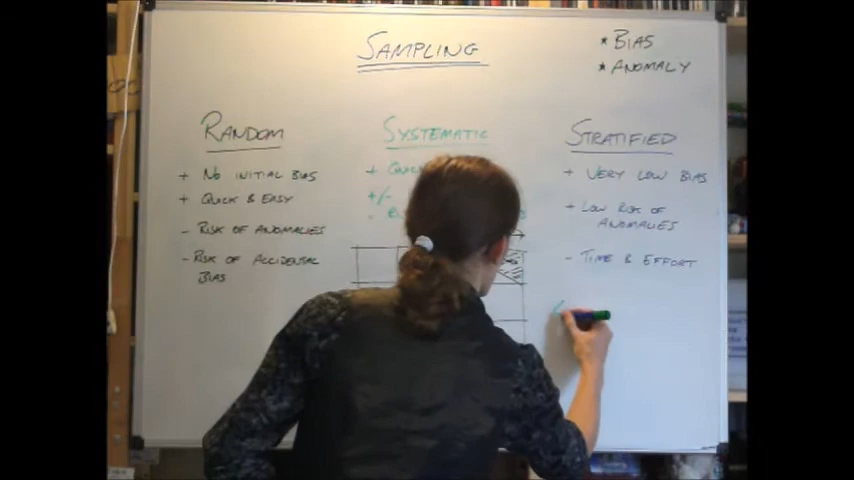 SAMPLING
* BIAS
* ANOMALY
RANDOM
+ NO INITIAL BIAS
+ QUICK & EASY
- RISK OF ANOMALIES
- RISK OF ACCIDENTAL
BIAS
SYSTEMATIC
+
+/-
-
STRATIFIED
+ VERY LOW BIAS
+ LOW RISK OF
ANOMALIES
- TIME & EFFORT